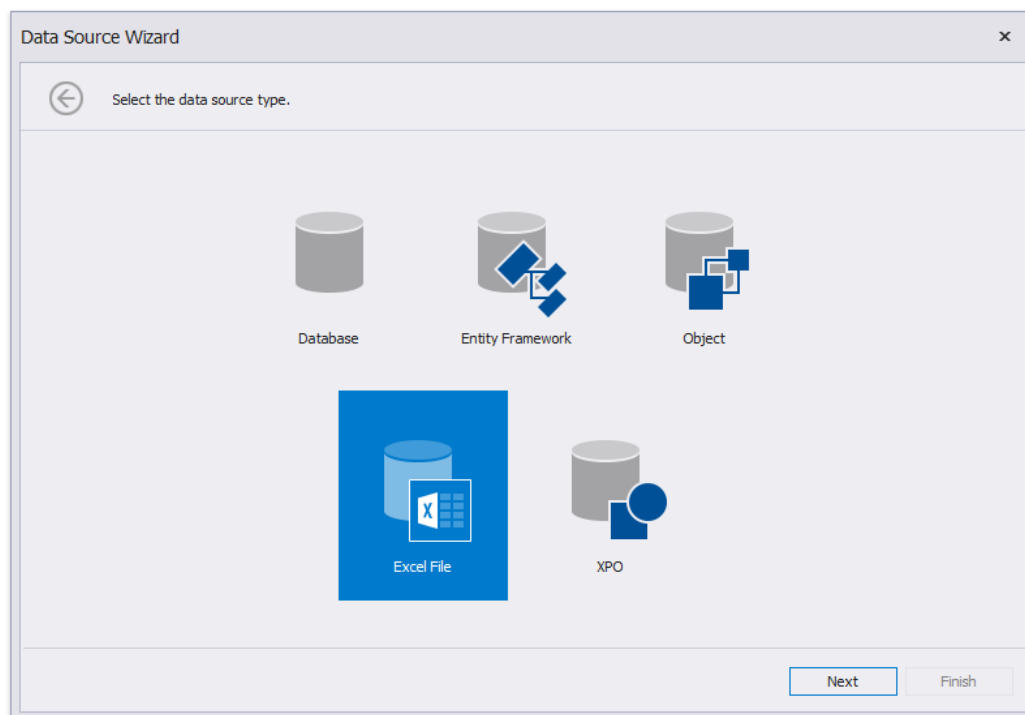 Data Source Wizard
Select the data source type.
Database
Entity Framework
Object
X
Excel File
XPO
Next
Finish